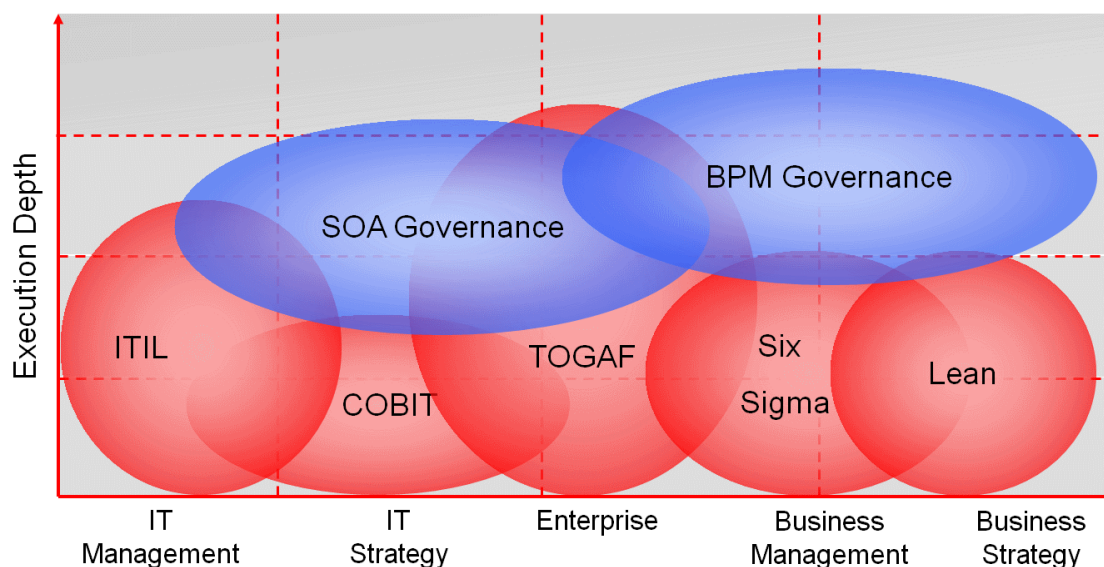 Execution Depth
BPM Governance
SOA Governance
ITIL
COBIT
TOGAF
Six
Sigma
Lean
IT
Management
IT
Strategy
Enterprise
Business
Management
Business
Strategy